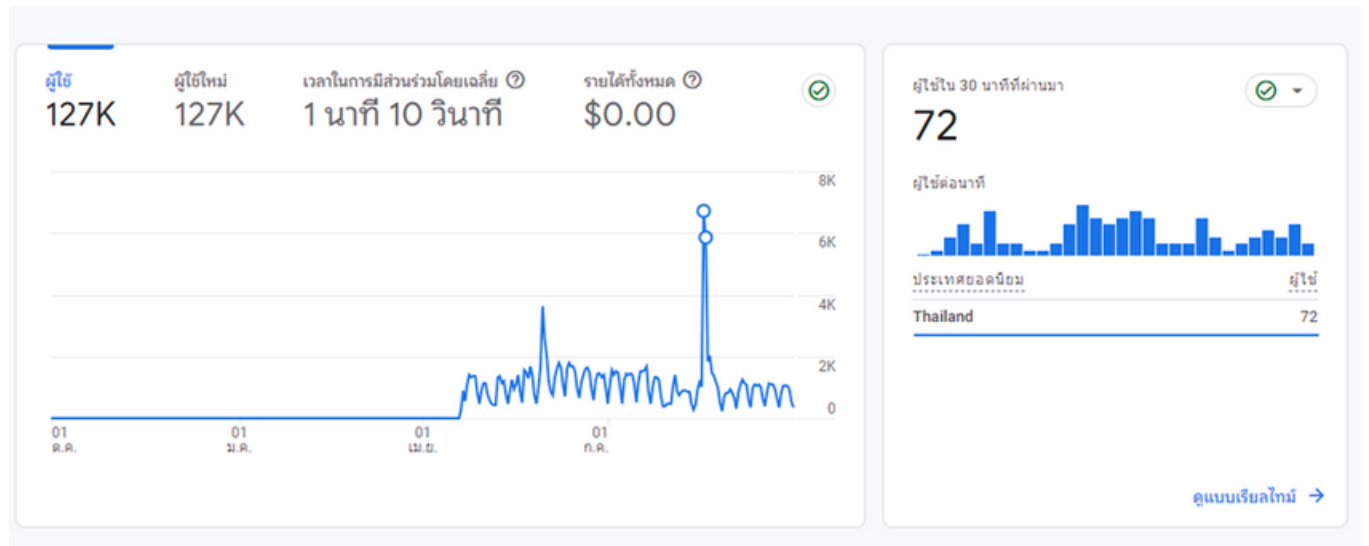 ผู้ใช้
127K
ผู้ใช้ใหม่
127K
เวลาในการมีส่วนร่วมโดยเฉลี่ย
1 นาที 10 วินาที
รายได้ทั้งหมด
$0.00
8K
6K
4K
2K
0
01
ต.ค.
01
ม.ค.
01
เม.ย.
01
ก.ค.
ผู้ใช้ใน 30 นาทีที่ผ่านมา
72
ผู้ใช้ต่อนาที
ประเทศยอดนิยม ผู้ใช้
Thailand 72
ดูแบบเรียลไทม์